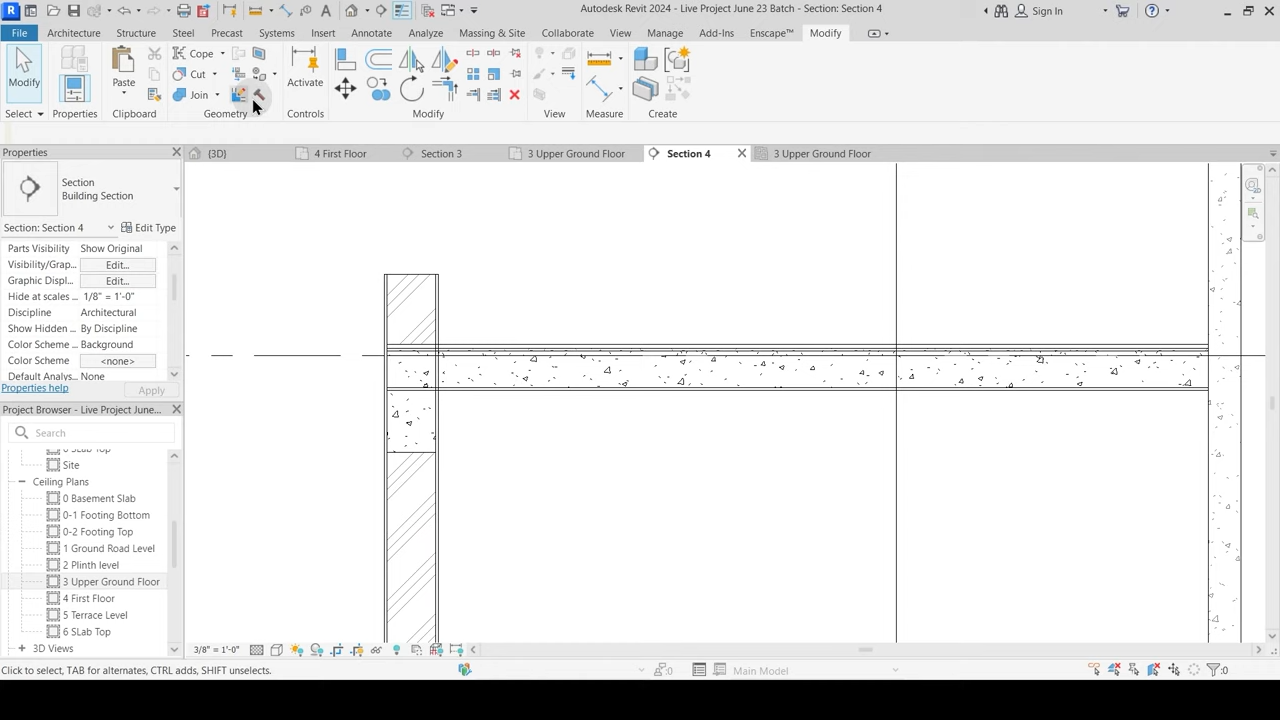 Autodesk Revit 2024 - Live Project June 23 Batch - Section: Section 4
Sign In
File Architecture Structure Steel Precast Systems Insert Annotate Analyze Massing & Site Collaborate View Manage Add-Ins Enscape™ Modify
Modify
Select
Properties
Paste
Clipboard
Cope
Cut
Join
Geometry
Activate
Controls
Modify
View
Measure
Create
Properties
{3D}
4 First Floor
Section 3
3 Upper Ground Floor
Section 4
3 Upper Ground Floor
Section
Building Section
Section: Section 4
Edit Type
Parts Visibility Show Original
Visibility/Grap... Edit...
Graphic Displ... Edit...
Hide at scales ... 1/8" = 1'-0"
Discipline Architectural
Show Hidden ... By Discipline
Color Scheme ... Background
Color Scheme <none>
Default Analys... None
Properties help
Apply
Project Browser - Live Project June...
Search
Site
Ceiling Plans
0 Basement Slab
0-1 Footing Bottom
0-2 Footing Top
1 Ground Road Level
2 Plinth level
3 Upper Ground Floor
4 First Floor
5 Terrace Level
6 SLab Top
3D Views
3/8" = 1'-0"
Click to select, TAB for alternates, CTRL adds, SHIFT unselects.
:0
Main Model
:0